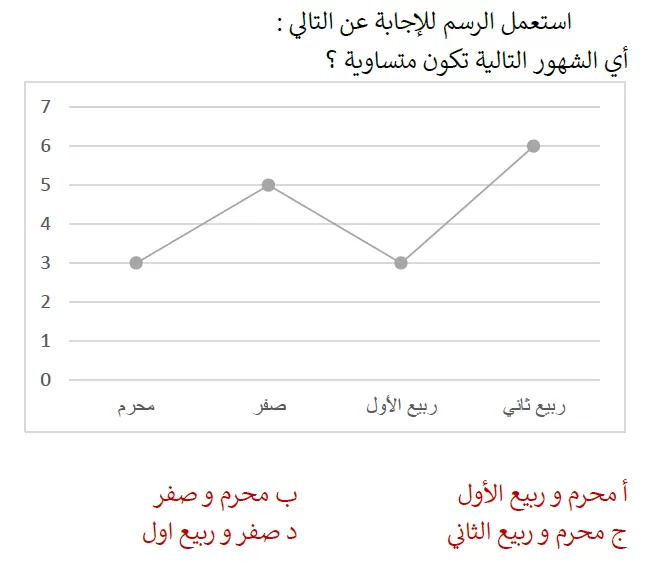 استعمل الرسم للإجابة عن التالي :
أي الشهور التالية تكون متساوية ؟
7
6
5
4
3
2
1
0
محرم صفر ربيع الأول ربيع ثاني
أ محرم و ربيع الأول ب محرم و صفر
ج محرم و ربيع الثاني د صفر و ربيع اول